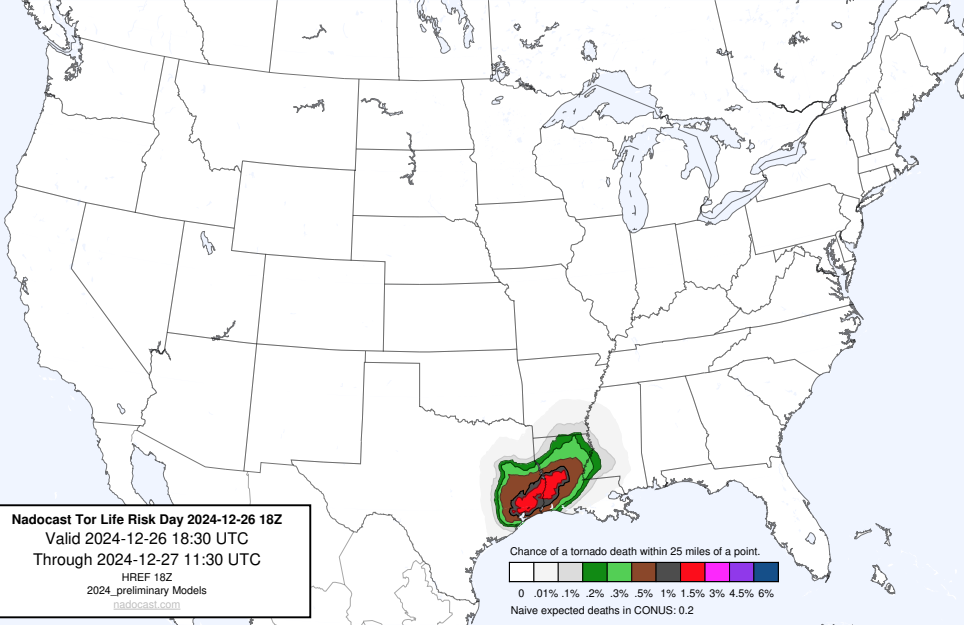 Nadocast Tor Life Risk Day 2024-12-26 18Z
Valid 2024-12-26 18:30 UTC
Through 2024-12-27 11:30 UTC
HREF 18Z
2024_preliminary Models
nadocast.com
Chance of a tornado death within 25 miles of a point.
0 .01% .1% .2% .3% .5% 1% 1.5% 3% 4.5% 6%
Naive expected deaths in CONUS: 0.2